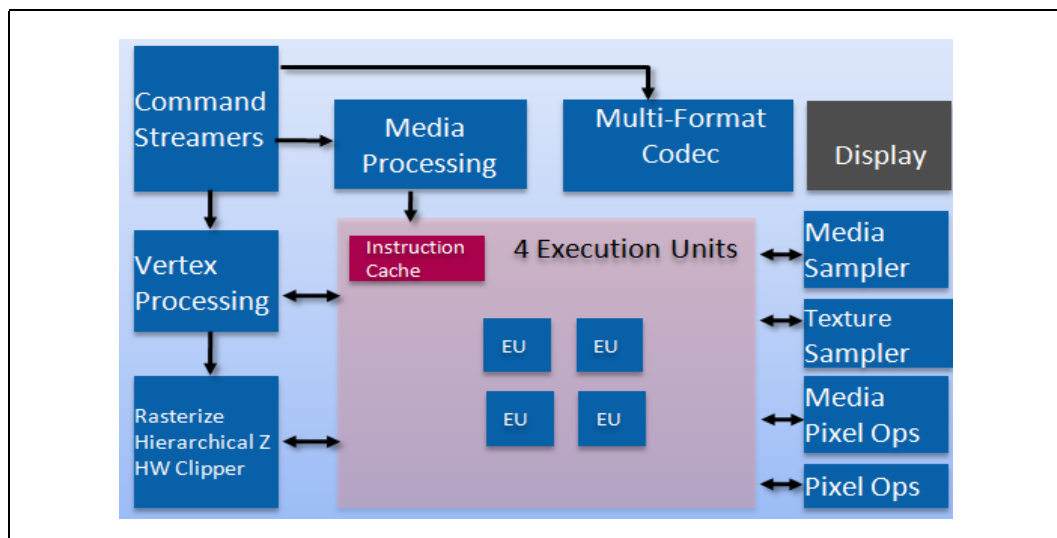 Command
Streamers
Media
Processing
Multi-Format
Codec
Display
Vertex
Processing
Instruction
Cache
4 Execution Units
Media
Sampler
EU
EU
Texture
Sampler
EU
EU
Rasterize
Hierarchical Z
HW Clipper
Media
Pixel Ops
Pixel Ops